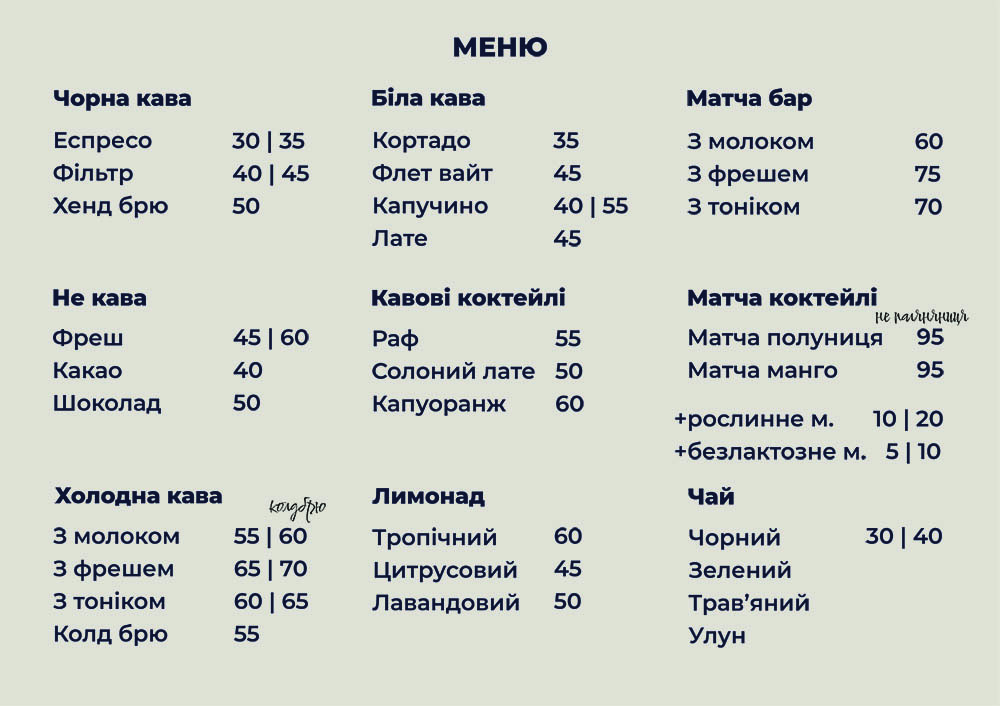 МЕНЮ
Чорна кава
Еспресо 30 | 35
Фільтр 40 | 45
Хенд брю 50
Біла кава
Кортадо 35
Флет вайт 45
Капучино 40 | 55
Лате 45
Матча бар
З молоком 60
З фрешем 75
З тоніком 70
Не кава
Фреш 45 | 60
Какао 40
Шоколад 50
Кавові коктейлі
Раф 55
Солоний лате 50
Капуоранж 60
Матча коктейлі
не
Матча полуниця 95
Матча манго 95
+рослинне м. 10 | 20
+безлактозне м. 5 | 10
Холодна кава
колдбрю
З молоком 55 | 60
З фрешем 65 | 70
З тоніком 60 | 65
Колд брю 55
Лимонад
Тропічний 60
Цитрусовий 45
Лавандовий 50
Чай
Чорний 30 | 40
Зелений
Трав’яний
Улун